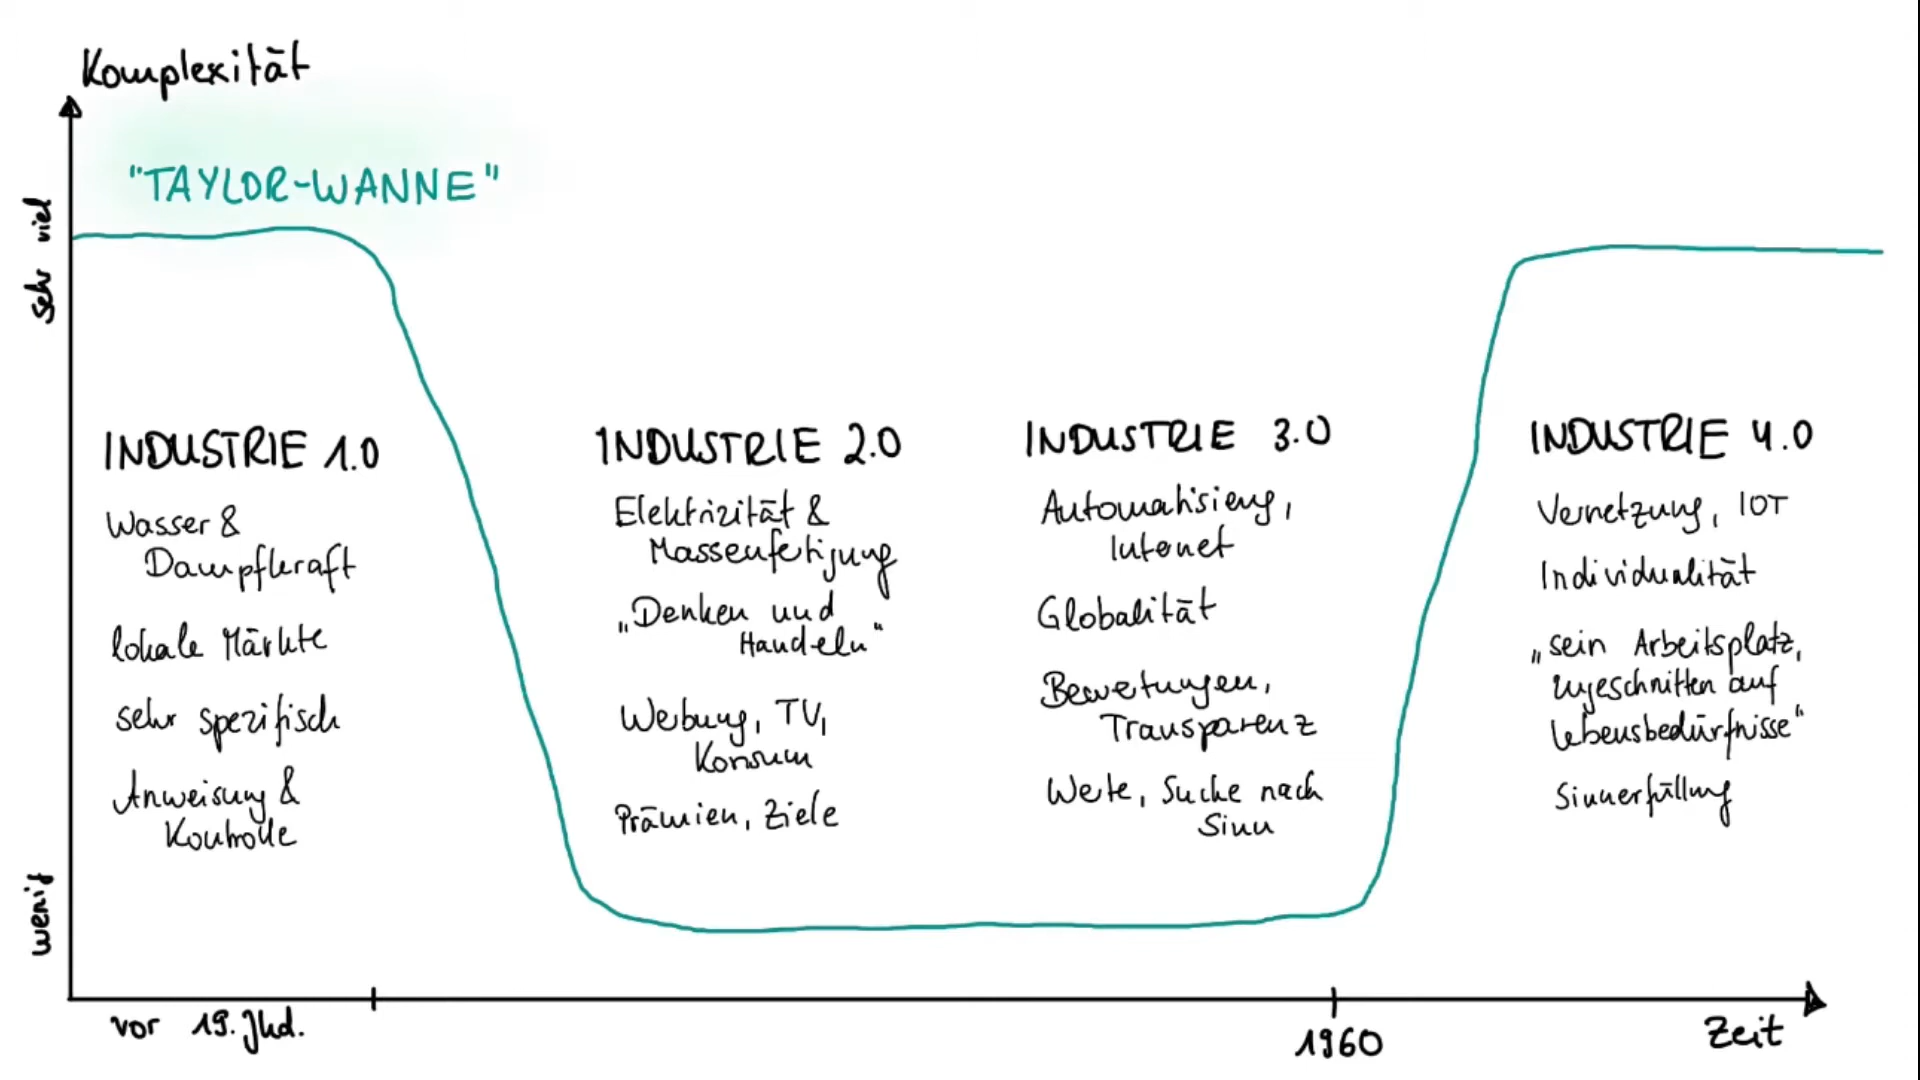 Komplexität
"TAYLOR-WANNE"
sehr viel
wenig
INDUSTRIE 1.0
Wasser &
Dampfkraft
lokale Märkte
sehr spezifisch
Anweisung &
Kontrolle
INDUSTRIE 2.0
Elektrizität &
Massenfertigung
„Denken und
Handeln“
Werbung, TV,
Konsum
Prämien, Ziele
INDUSTRIE 3.0
Automatisierung,
Internet
Globalität
Bewertungen,
Transparenz
Werte, Suche nach
Sinn
INDUSTRIE 4.0
Vernetzung, IOT
Individualität
„sein Arbeitsplatz,
zugeschnitten auf
Lebensbedürfnisse“
Sinnerfüllung
vor 19. Jhd.
1960
Zeit